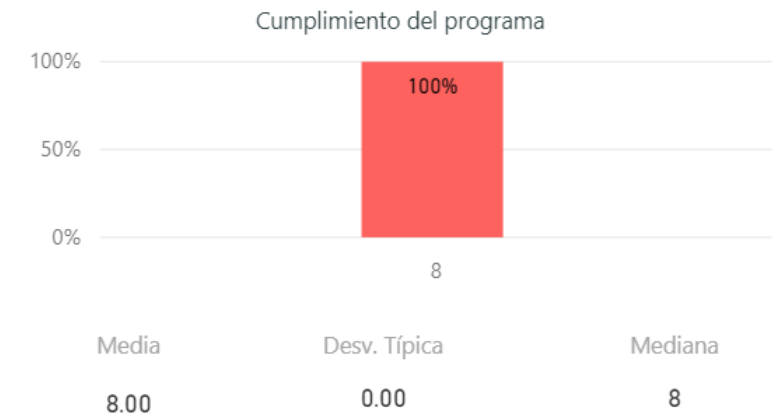 Cumplimiento del programa
100%
100%
50%
0%
8
Media Desv. Típica Mediana
8.00 0.00 8